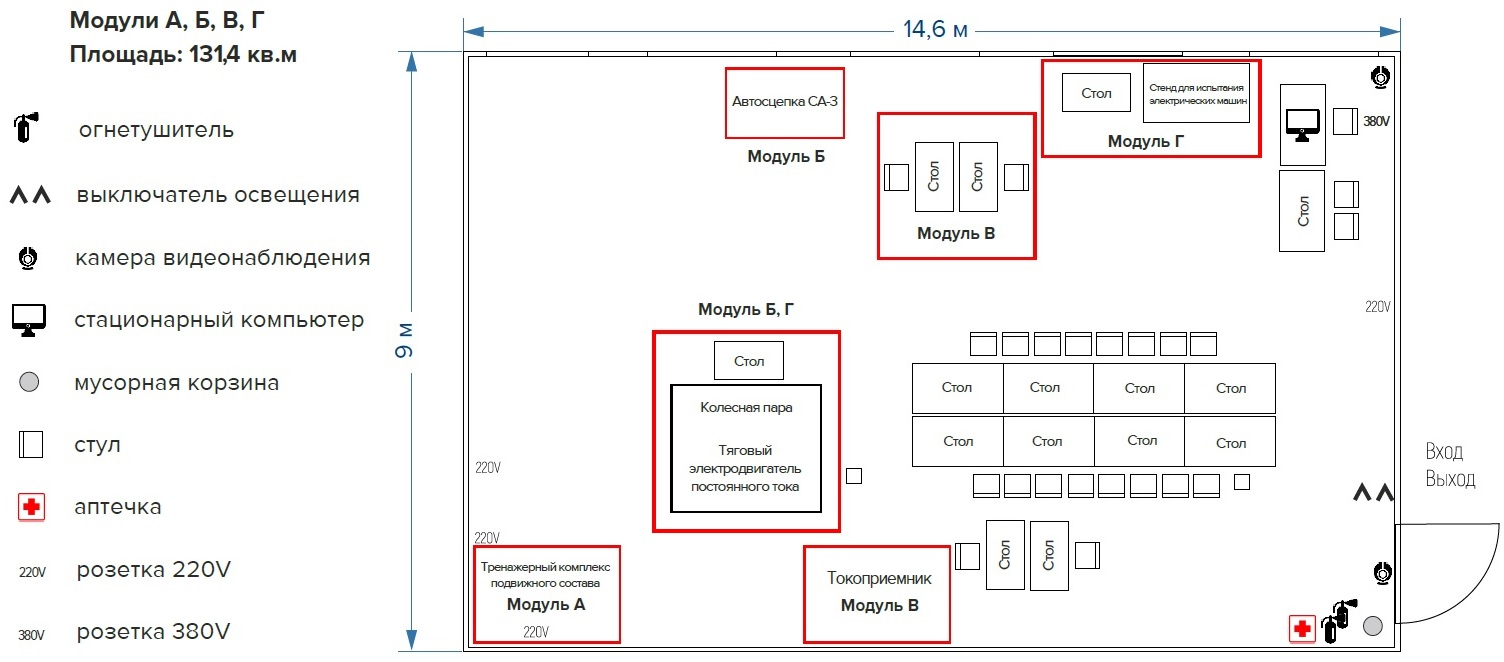 Модули А, Б, В, Г
Площадь: 131,4 кв.м
огнетушитель
выключатель освещения
камера видеонаблюдения
стационарный компьютер
мусорная корзина
стул
аптечка
220V розетка 220V
380V розетка 380V
14,6 м
9 м
Автосцепка СА-3
Модуль Б
Стол
Стенд для испытания
электрических машин
Модуль Г
380V
Стол
Стол
Модуль В
Стол
220V
Модуль Б, Г
Стол
Колесная пара
Тяговый
электродвигатель
постоянного тока
Стол Стол Стол Стол
Стол Стол Стол Стол
220V
220V
Вход
Выход
Тренажерный комплекс
подвижного состава
Модуль А
220V
Токоприемник
Модуль В
Стол
Стол